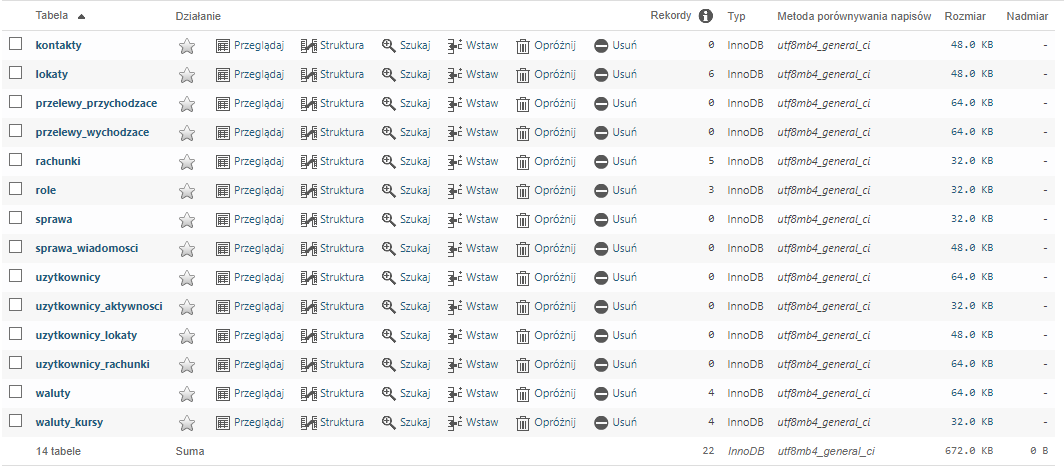 Tabela Działanie Rekordy Typ Metoda porównywania napisów Rozmiar Nadmiar
kontakty Przeglądaj Struktura Szukaj Wstaw Opróżnij Usuń 0 InnoDB utf8mb4_general_ci 48.0 KB -
lokaty Przeglądaj Struktura Szukaj Wstaw Opróżnij Usuń 6 InnoDB utf8mb4_general_ci 48.0 KB -
przelewy_przychodzace Przeglądaj Struktura Szukaj Wstaw Opróżnij Usuń 0 InnoDB utf8mb4_general_ci 64.0 KB -
przelewy_wychodzace Przeglądaj Struktura Szukaj Wstaw Opróżnij Usuń 0 InnoDB utf8mb4_general_ci 64.0 KB -
rachunki Przeglądaj Struktura Szukaj Wstaw Opróżnij Usuń 5 InnoDB utf8mb4_general_ci 32.0 KB -
role Przeglądaj Struktura Szukaj Wstaw Opróżnij Usuń 3 InnoDB utf8mb4_general_ci 32.0 KB -
sprawa Przeglądaj Struktura Szukaj Wstaw Opróżnij Usuń 0 InnoDB utf8mb4_general_ci 32.0 KB -
sprawa_wiadomosci Przeglądaj Struktura Szukaj Wstaw Opróżnij Usuń 0 InnoDB utf8mb4_general_ci 48.0 KB -
uzytkownicy Przeglądaj Struktura Szukaj Wstaw Opróżnij Usuń 0 InnoDB utf8mb4_general_ci 64.0 KB -
uzytkownicy_aktywnosci Przeglądaj Struktura Szukaj Wstaw Opróżnij Usuń 0 InnoDB utf8mb4_general_ci 32.0 KB -
uzytkownicy_lokaty Przeglądaj Struktura Szukaj Wstaw Opróżnij Usuń 0 InnoDB utf8mb4_general_ci 48.0 KB -
uzytkownicy_rachunki Przeglądaj Struktura Szukaj Wstaw Opróżnij Usuń 0 InnoDB utf8mb4_general_ci 64.0 KB -
waluty Przeglądaj Struktura Szukaj Wstaw Opróżnij Usuń 4 InnoDB utf8mb4_general_ci 64.0 KB -
waluty_kursy Przeglądaj Struktura Szukaj Wstaw Opróżnij Usuń 4 InnoDB utf8mb4_general_ci 32.0 KB -
14 tabele Suma 22 InnoDB utf8mb4_general_ci 672.0 KB 0 B